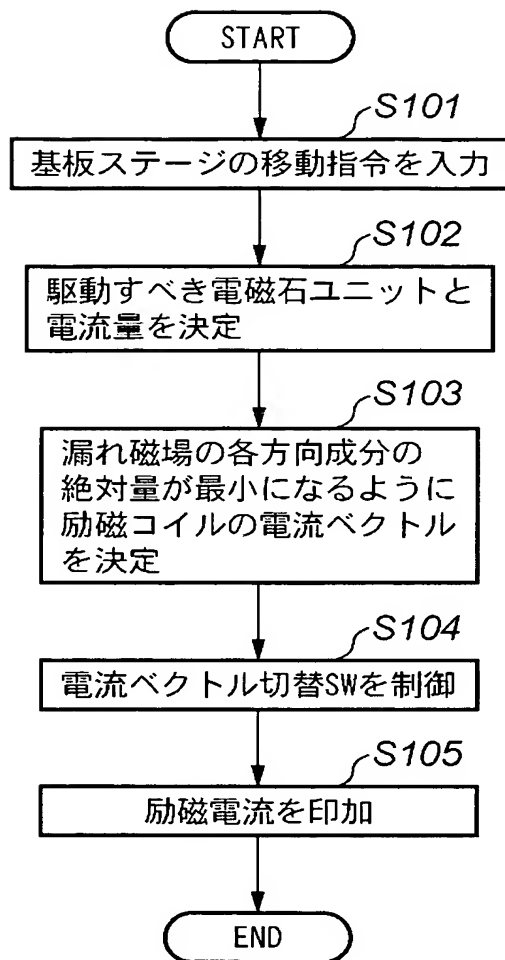 START
S101
基板ステージの移動指令を入力
S102
駆動すべき電磁石ユニットと
電流量を決定
S103
漏れ磁場の各方向成分の
絶対量が最小になるように
励磁コイルの電流ベクトル
を決定
S104
電流ベクトル切替SWを制御
S105
励磁電流を印加
END